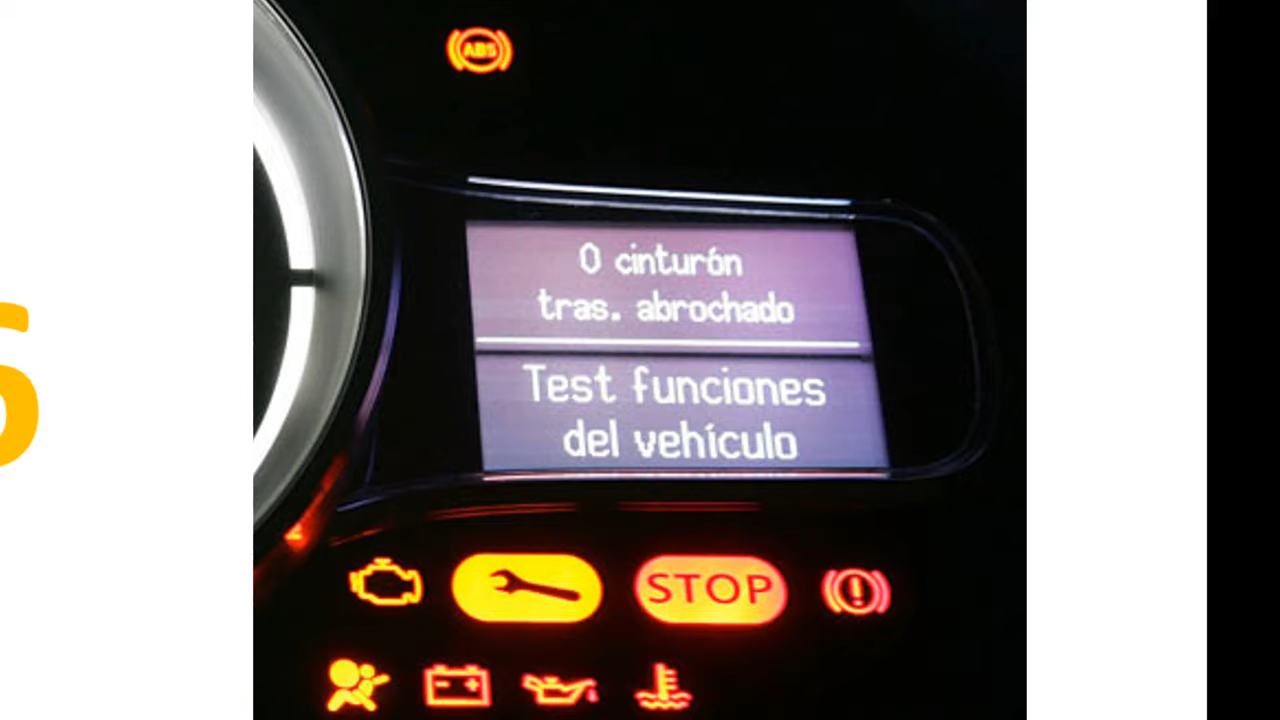 ABS
0 cinturón
tras. abrochado
Test funciones
del vehículo
STOP